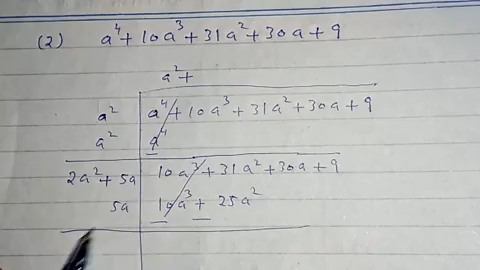 (2) a⁴ + 10a³ + 31a² + 30a + 9
a² +
a² a⁴ + 10a³ + 31a² + 30a + 9
a² a⁴
2a² + 5a 10a³ + 31a² + 30a + 9
5a 10a³ + 25a²